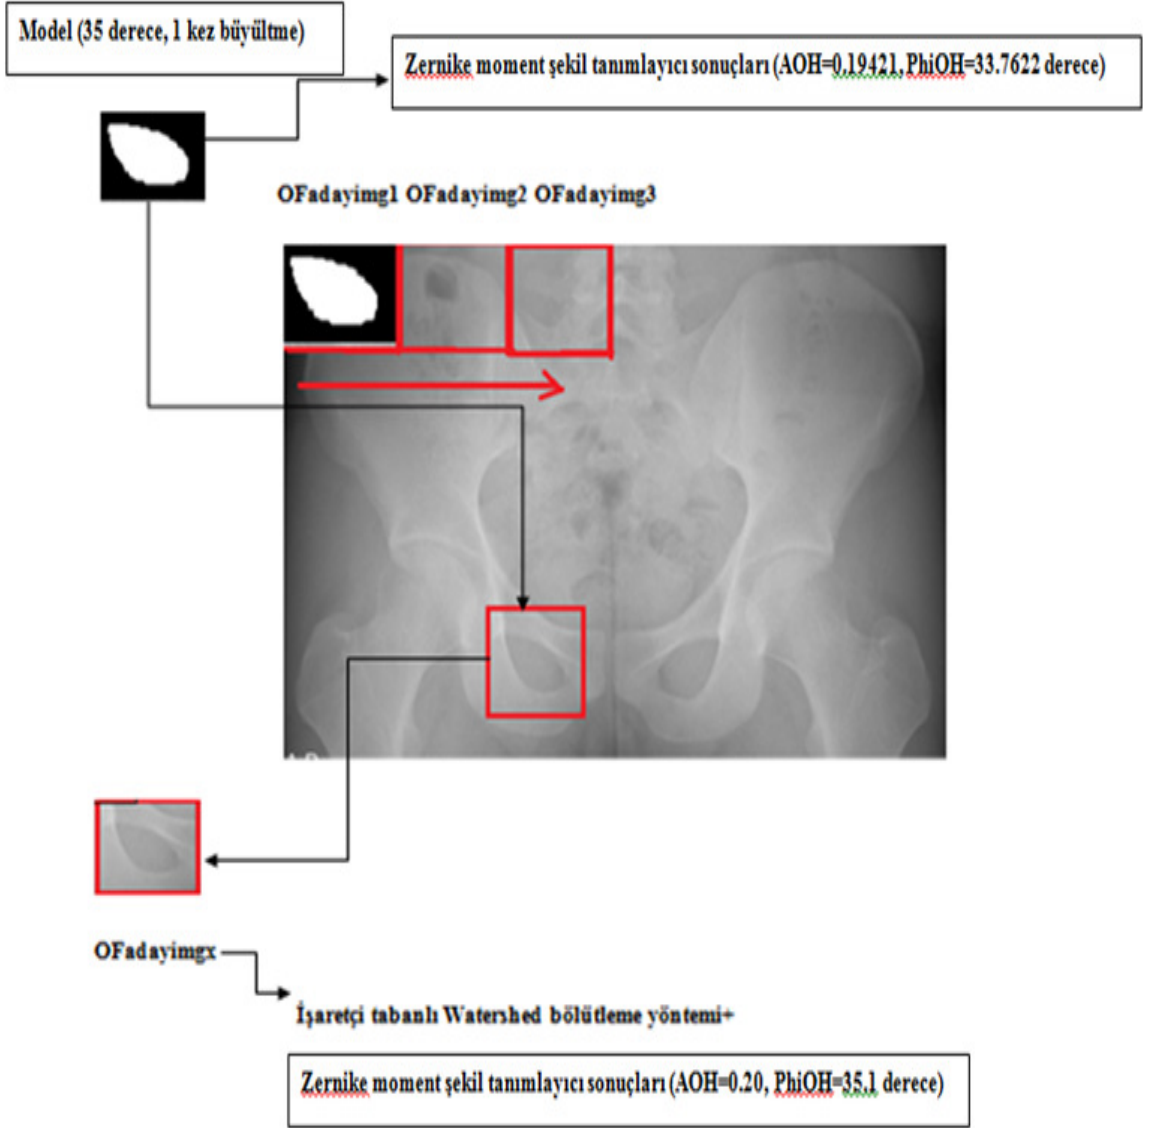 Model (35 derece, 1 kez büyültme)
Zernike moment şekil tanımlayıcı sonuçları (AOH=0.19421, PhiOH=33.7622 derece)
OFadayimg1 OFadayimg2 OFadayimg3
OFadayimgx
İşaretçi tabanlı Watershed bölütleme yöntemi+
Zernike moment şekil tanımlayıcı sonuçları (AOH=0.20, PhiOH=35.1 derece)